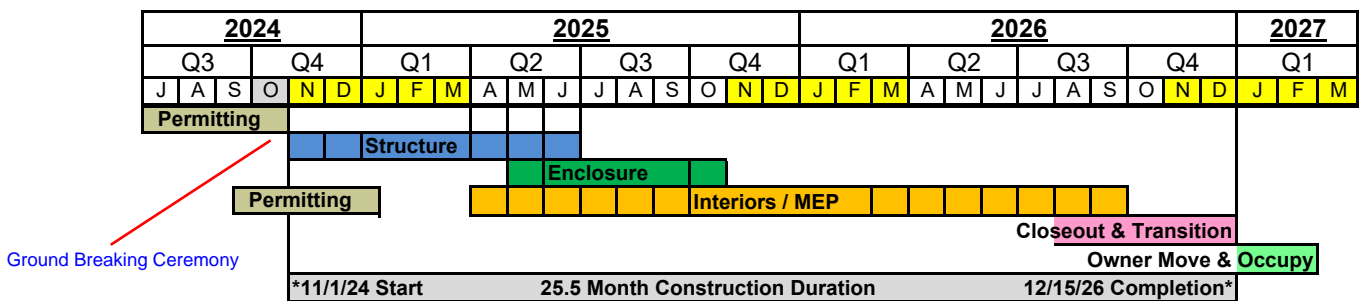 2024 2025 2026 2027
Q3 Q4 Q1 Q2 Q3 Q4 Q1 Q2 Q3 Q4 Q1
J A S O N D J F M A M J J A S O N D J F M A M J J A S O N D J F M
Permitting
Structure
Enclosure
Permitting Interiors / MEP
Closeout & Transition
Ground Breaking Ceremony Owner Move & Occupy
*11/1/24 Start 25.5 Month Construction Duration 12/15/26 Completion*